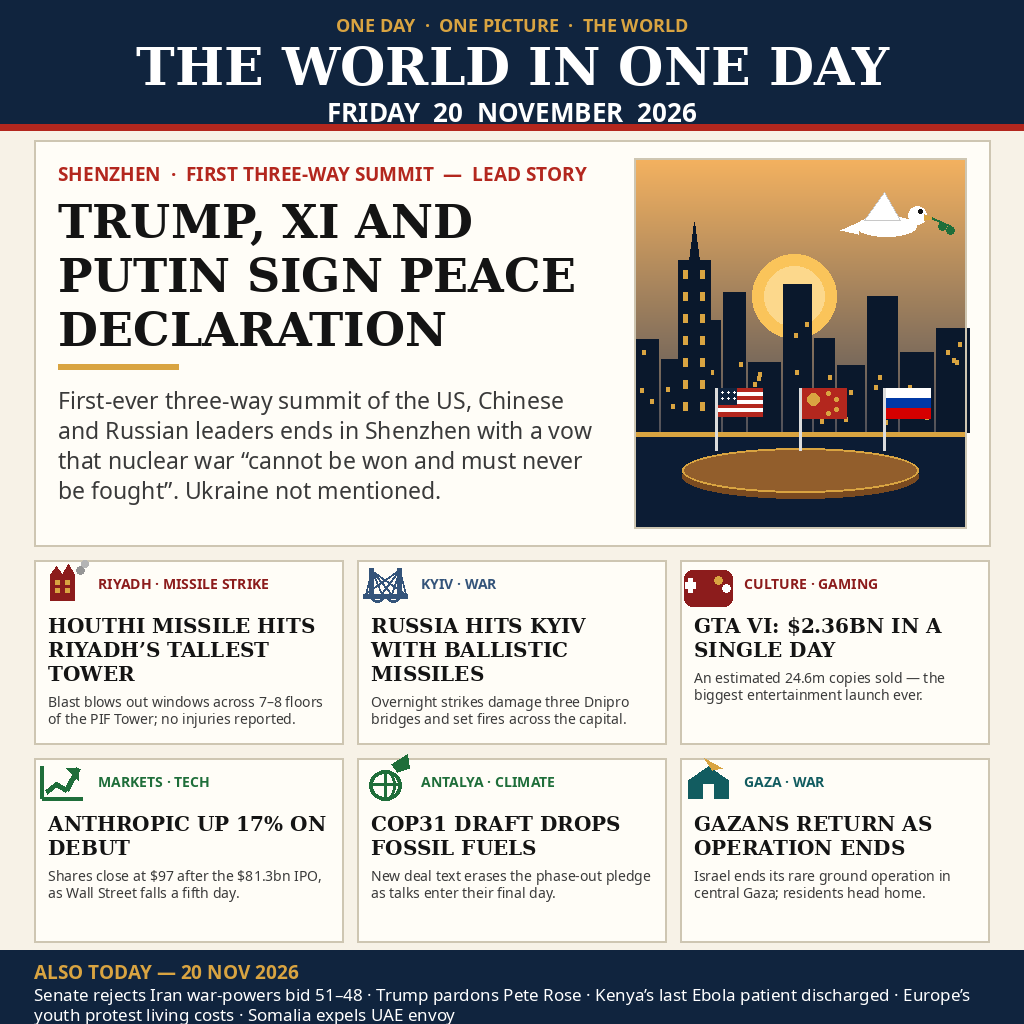 ONE DAY · ONE PICTURE · THE WORLD
THE WORLD IN ONE DAY
FRIDAY 20 NOVEMBER 2026
SHENZHEN · FIRST THREE-WAY SUMMIT — LEAD STORY
TRUMP, XI AND
PUTIN SIGN PEACE
DECLARATION
First-ever three-way summit of the US, Chinese
and Russian leaders ends in Shenzhen with a vow
that nuclear war “cannot be won and must never
be fought”. Ukraine not mentioned.
RIYADH · MISSILE STRIKE
HOUTHI MISSILE HITS
RIYADH’S TALLEST
TOWER
Blast blows out windows across 7–8 floors
of the PIF Tower; no injuries reported.
KYIV · WAR
RUSSIA HITS KYIV
WITH BALLISTIC
MISSILES
Overnight strikes damage three Dnipro
bridges and set fires across the capital.
CULTURE · GAMING
GTA VI: $2.36BN IN A
SINGLE DAY
An estimated 24.6m copies sold — the
biggest entertainment launch ever.
MARKETS · TECH
ANTHROPIC UP 17% ON
DEBUT
Shares close at $97 after the $81.3bn IPO,
as Wall Street falls a fifth day.
ANTALYA · CLIMATE
COP31 DRAFT DROPS
FOSSIL FUELS
New deal text erases the phase-out pledge
as talks enter their final day.
GAZA · WAR
GAZANS RETURN AS
OPERATION ENDS
Israel ends its rare ground operation in
central Gaza; residents head home.
ALSO TODAY — 20 NOV 2026
Senate rejects Iran war-powers bid 51–48 · Trump pardons Pete Rose · Kenya’s last Ebola patient discharged · Europe’s
youth protest living costs · Somalia expels UAE envoy